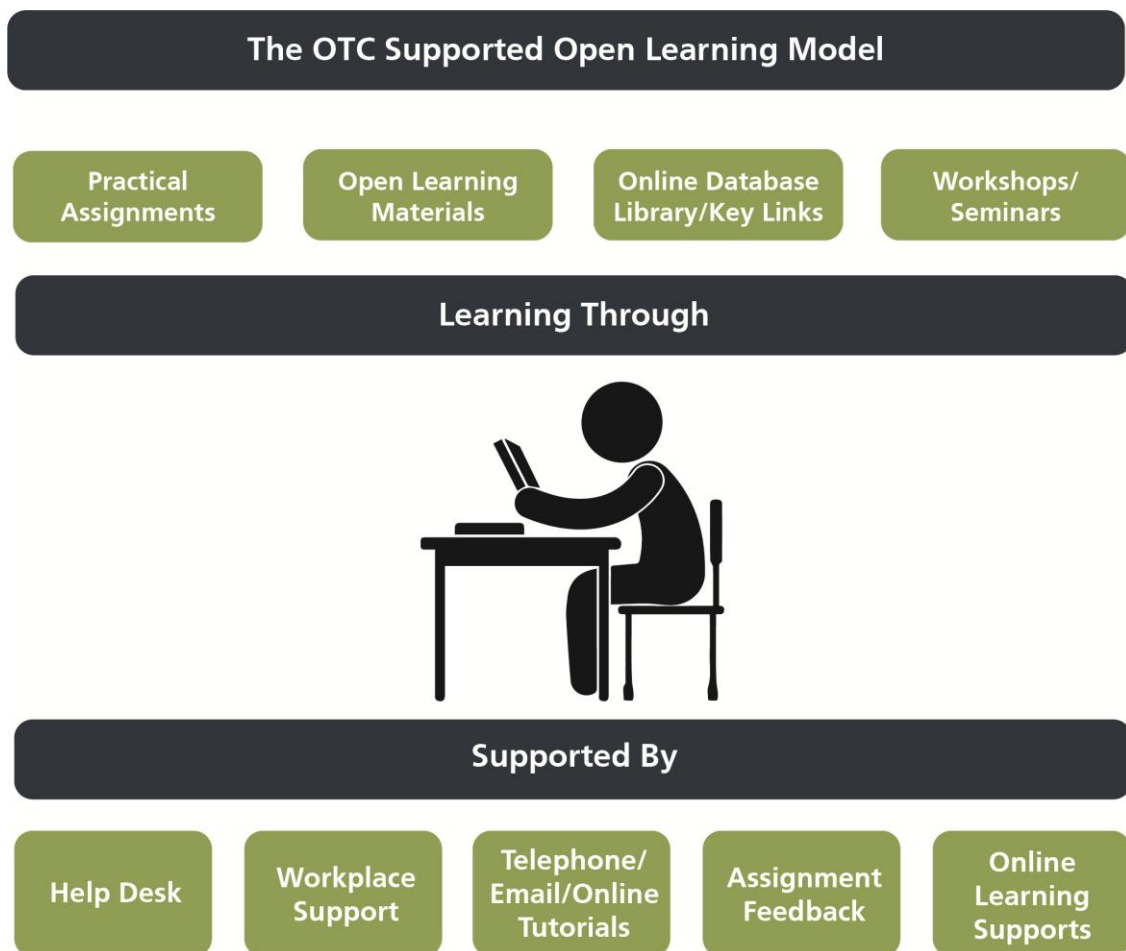 The OTC Supported Open Learning Model
Practical
Assignments
Open Learning
Materials
Online Database
Library/Key Links
Workshops/
Seminars
Learning Through
Supported By
Help Desk
Workplace
Support
Telephone/
Email/Online
Tutorials
Assignment
Feedback
Online
Learning
Supports